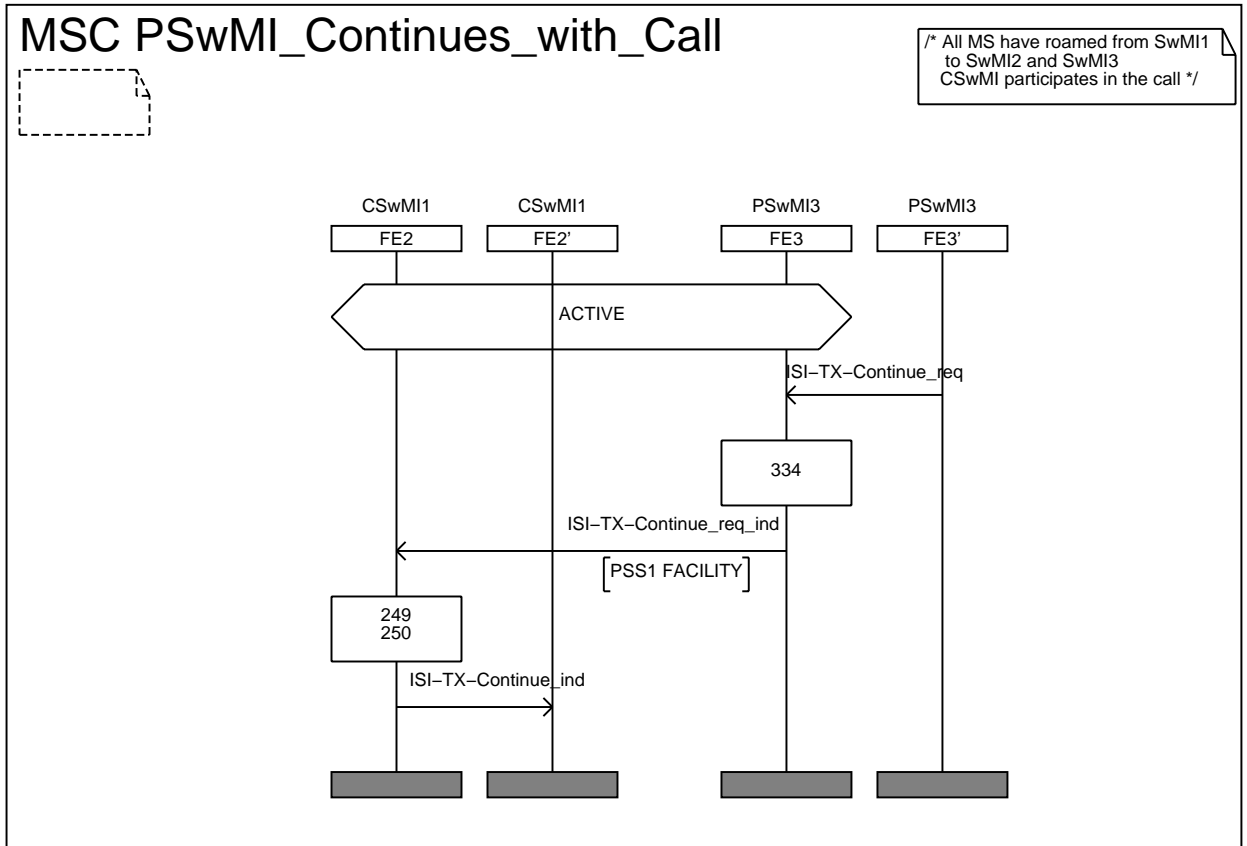 MSC PSwMI_Continues_with_Call
/* All MS have roamed from SwMI1
to SwMI2 and SwMI3
CSwMI participates in the call */
CSwMI1
CSwMI1
PSwMI3
PSwMI3
FE2
FE2’
FE3
FE3’
ACTIVE
ISI−TX−Continue_req
334
ISI−TX−Continue_req_ind
PSS1 FACILITY
249
250
ISI−TX−Continue_ind